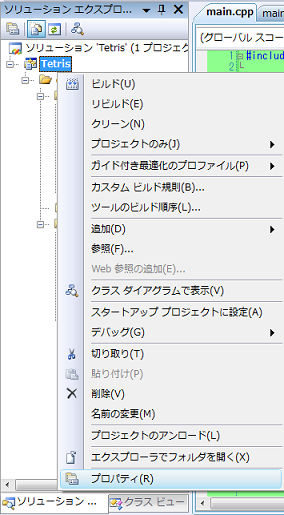 ソリューション エクスプロ...
main.cpp
main
(グローバル スコー
ソリューション 'Tetris' (1 プロジェク
1
#includ
2
Tetris
ビルド(U)
リビルド(E)
クリーン(N)
プロジェクトのみ(J)
ガイド付き最適化のプロファイル(P)
カスタム ビルド規則(B)...
ツールのビルド順序(L)...
追加(D)
参照(F)...
Web 参照の追加(E)...
クラス ダイアグラムで表示(V)
スタートアップ プロジェクトに設定(A)
デバッグ(G)
切り取り(T)
貼り付け(P)
削除(V)
名前の変更(M)
プロジェクトのアンロード(L)
エクスプローラでフォルダを開く(X)
プロパティ(R)
ソリューション ...
クラス ビュー